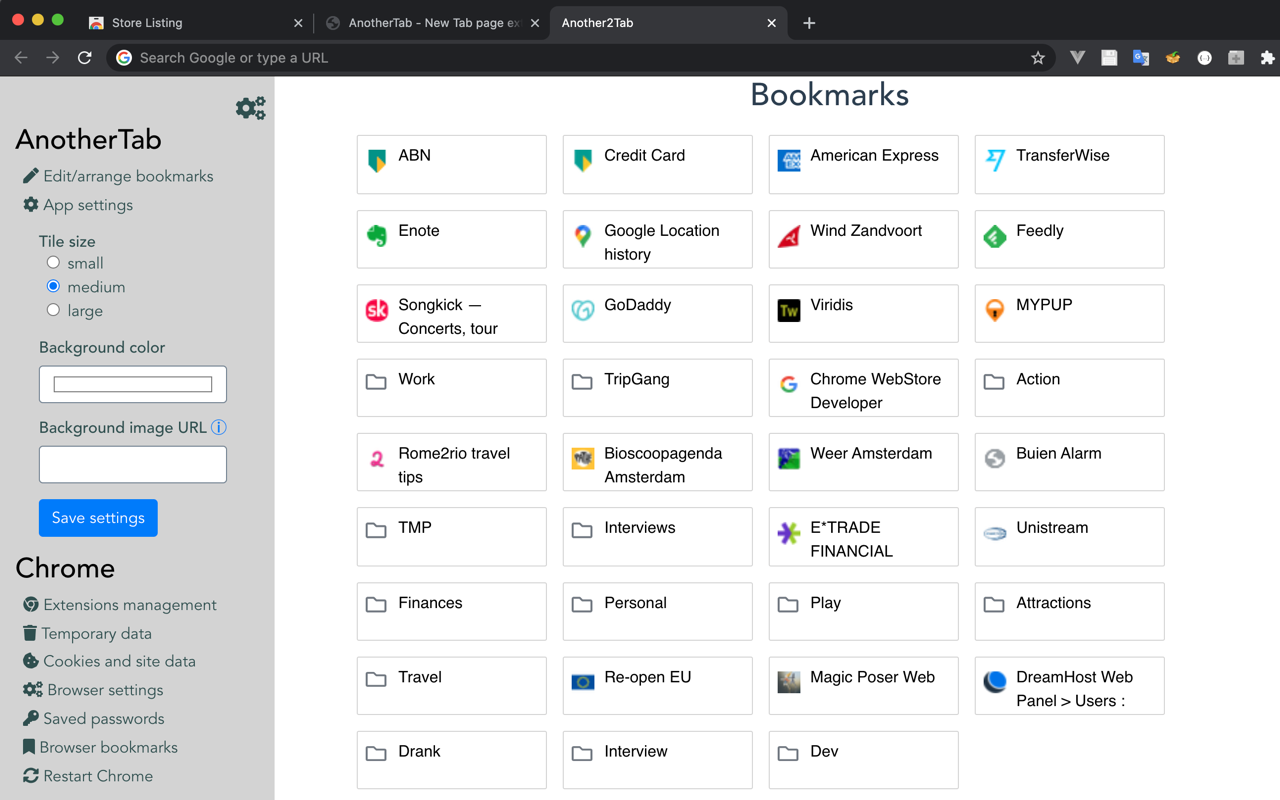 Store Listing
AnotherTab - New Tab page ex
Another2Tab
Search Google or type a URL
AnotherTab
Edit/arrange bookmarks
App settings
Tile size
small
medium
large
Background color
Background image URL
Save settings
Chrome
Extensions management
Temporary data
Cookies and site data
Browser settings
Saved passwords
Browser bookmarks
Restart Chrome
Bookmarks
ABN
Credit Card
American Express
TransferWise
Enote
Google Location
history
Wind Zandvoort
Feedly
Songkick —
Concerts, tour
GoDaddy
Tw
Viridis
MYPUP
Work
TripGang
Chrome WebStore
Developer
Action
Rome2rio travel
tips
Bioscoopagenda
Amsterdam
Weer Amsterdam
Buien Alarm
TMP
Interviews
E*TRADE
FINANCIAL
Unistream
Finances
Personal
Play
Attractions
Travel
Re-open EU
Magic Poser Web
DreamHost Web
Panel > Users :
Drank
Interview
Dev